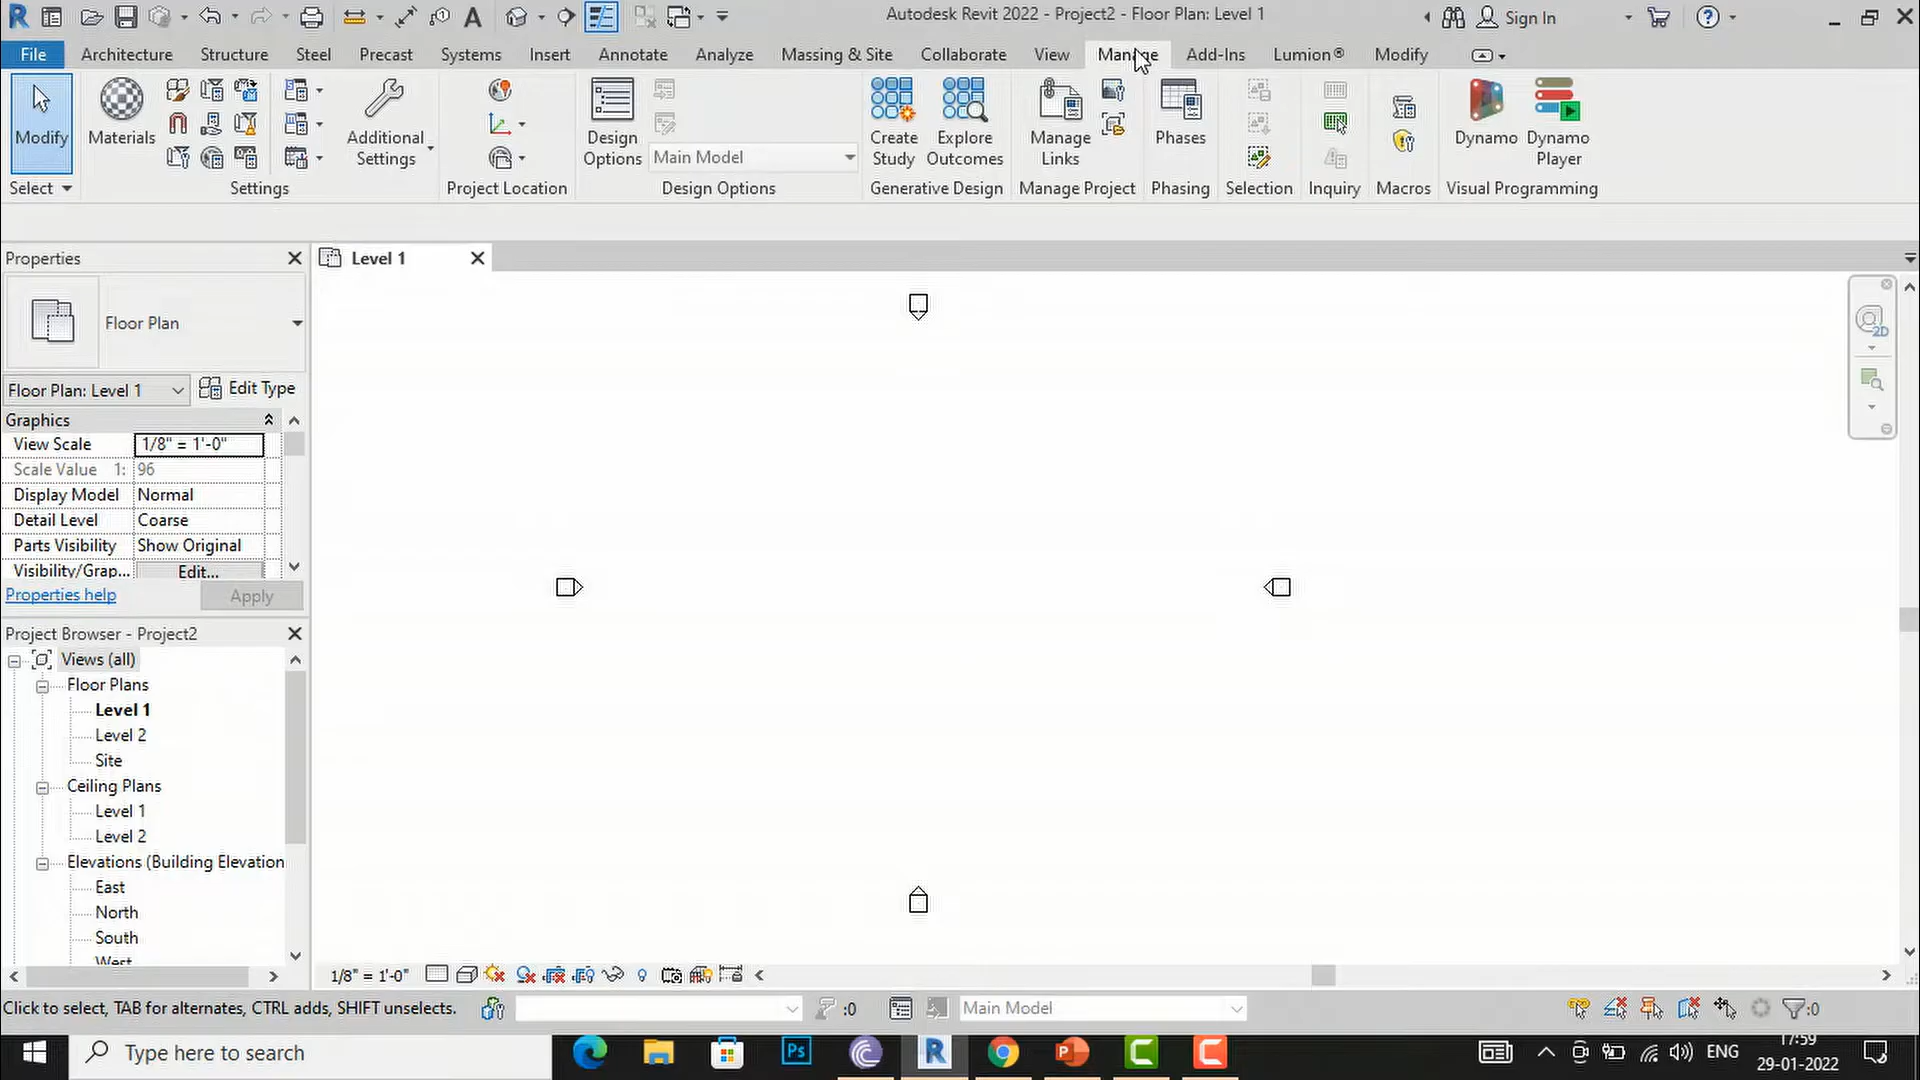 Autodesk Revit 2022 - Project2 - Floor Plan: Level 1
Sign In
File Architecture Structure Steel Precast Systems Insert Annotate Analyze Massing & Site Collaborate View Manage Add-Ins Lumion® Modify
Modify
Materials
Additional Settings
Design Options
Main Model
Create Study
Explore Outcomes
Manage Links
Phases
Dynamo
Dynamo Player
Select Settings Project Location Design Options Generative Design Manage Project Phasing Selection Inquiry Macros Visual Programming
Properties
Level 1
Floor Plan
Floor Plan: Level 1
Edit Type
Graphics
View Scale 1/8" = 1'-0"
Scale Value 1: 96
Display Model Normal
Detail Level Coarse
Parts Visibility Show Original
Visibility/Grap... Edit...
Properties help
Apply
2D
Project Browser - Project2
Views (all)
Floor Plans
Level 1
Level 2
Site
Ceiling Plans
Level 1
Level 2
Elevations (Building Elevation
East
North
South
West
1/8" = 1'-0"
Click to select, TAB for alternates, CTRL adds, SHIFT unselects.
:0
Main Model
:0
Type here to search
ENG
17:59
29-01-2022